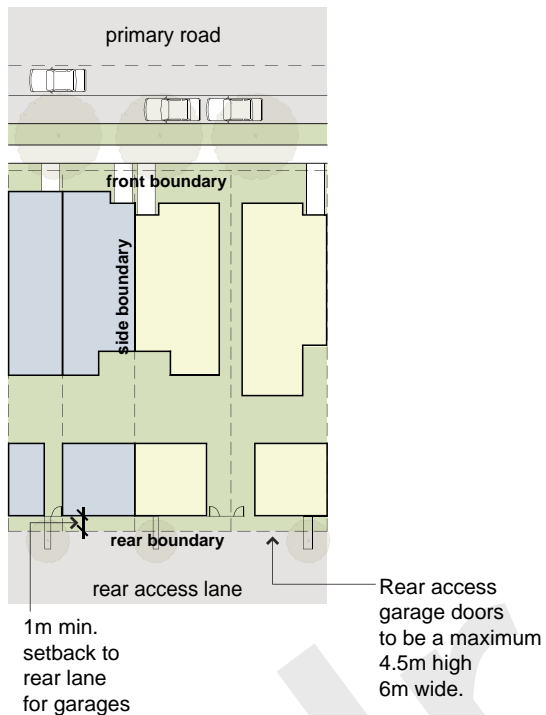 primary road
front boundary
side boundary
rear boundary
rear access lane
1m min.
setback to
rear lane
for garages
Rear access
garage doors
to be a maximum
4.5m high
6m wide.